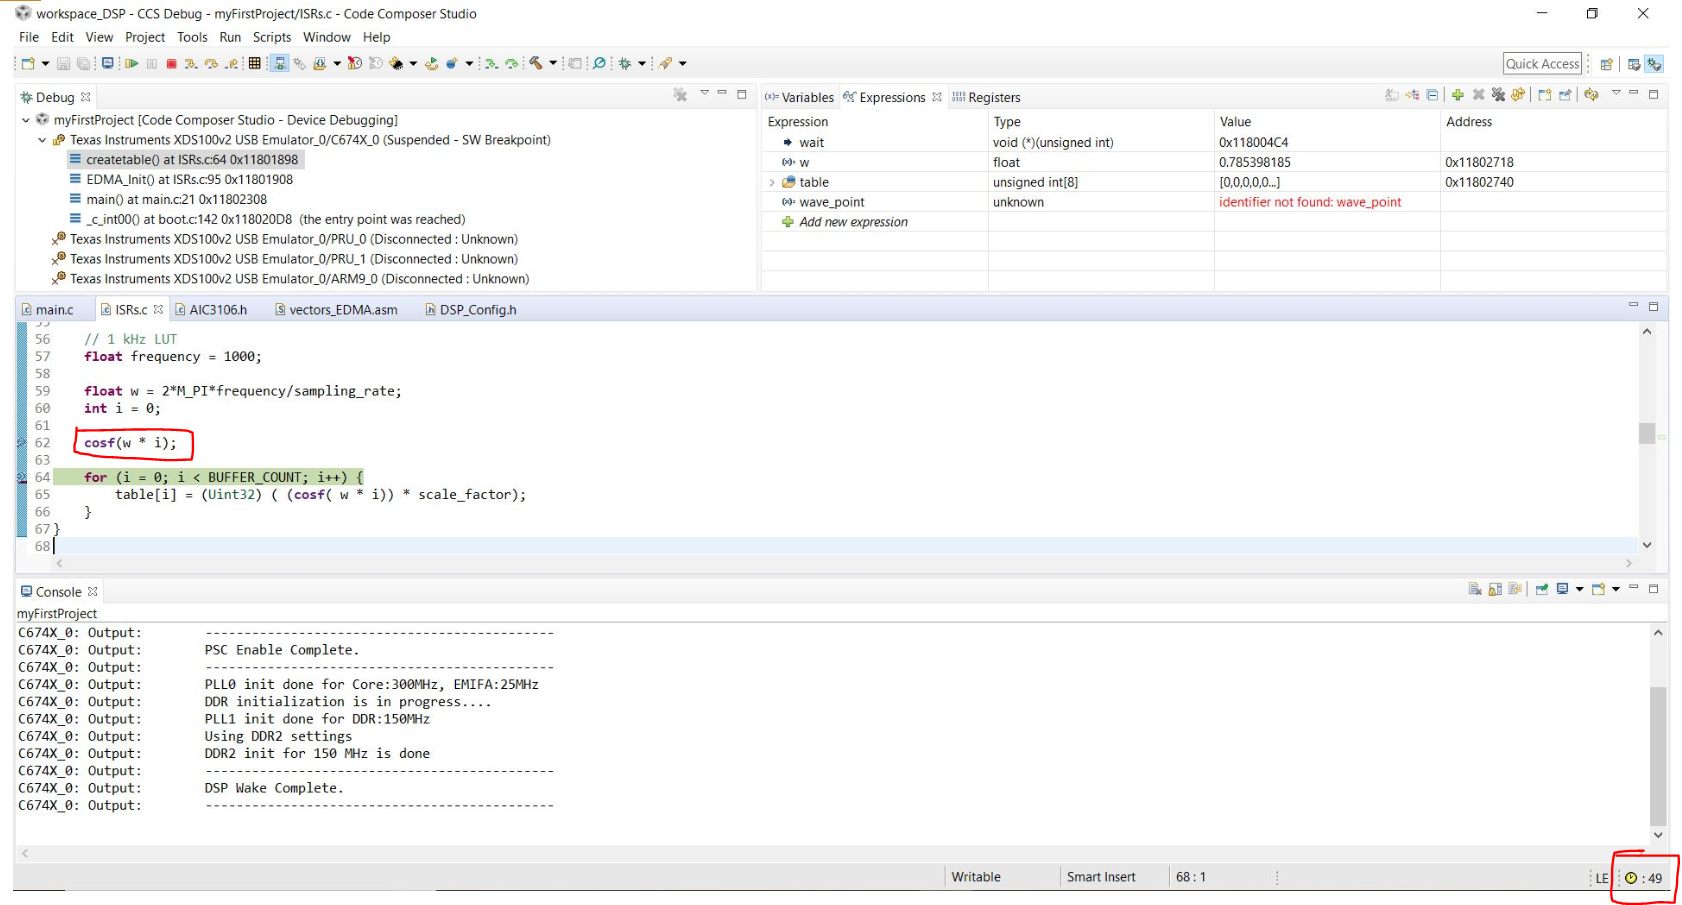 workspace_DSP - CCS Debug - myFirstProject/ISRs.c - Code Composer Studio
File Edit View Project Tools Run Scripts Window Help
Quick Access
Debug
myFirstProject [Code Composer Studio - Device Debugging]
Texas Instruments XDS100v2 USB Emulator_0/C674X_0 (Suspended - SW Breakpoint)
createtable() at ISRs.c:64 0x11801898
EDMA_Init() at ISRs.c:95 0x11801908
main() at main.c:21 0x11802308
_c_int00() at boot.c:142 0x118020D8 (the entry point was reached)
Texas Instruments XDS100v2 USB Emulator_0/PRU_0 (Disconnected : Unknown)
Texas Instruments XDS100v2 USB Emulator_0/PRU_1 (Disconnected : Unknown)
Texas Instruments XDS100v2 USB Emulator_0/ARM9_0 (Disconnected : Unknown)
(x)= Variables Expressions Registers
Expression Type Value Address
wait void (*)(unsigned int) 0x118004C4
(x)= w float 0.785398185 0x11802718
table unsigned int[8] [0,0,0,0,0...] 0x11802740
(x)= wave_point unknown identifier not found: wave_point
Add new expression
main.c ISRs.c AIC3106.h vectors_EDMA.asm DSP_Config.h
55
56 // 1 kHz LUT
57 float frequency = 1000;
58
59 float w = 2*M_PI*frequency/sampling_rate;
60 int i = 0;
61
62 cosf(w * i);
63
64 for (i = 0; i < BUFFER_COUNT; i++) {
65 table[i] = (Uint32) ( (cosf( w * i)) * scale_factor);
66 }
67 }
68
Console
myFirstProject
C674X_0: Output: ---------------------------------------------
C674X_0: Output: PSC Enable Complete.
C674X_0: Output: ---------------------------------------------
C674X_0: Output: PLL0 init done for Core:300MHz, EMIFA:25MHz
C674X_0: Output: DDR initialization is in progress....
C674X_0: Output: PLL1 init done for DDR:150MHz
C674X_0: Output: Using DDR2 settings
C674X_0: Output: DDR2 init for 150 MHz is done
C674X_0: Output: ---------------------------------------------
C674X_0: Output: DSP Wake Complete.
C674X_0: Output: ---------------------------------------------
Writable Smart Insert 68 : 1 LE : 49